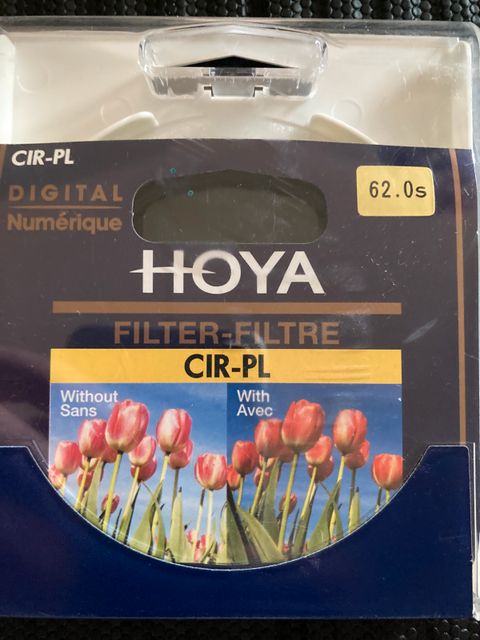 CIR-PL
DIGITAL
Numérique
62.0s
HOYA
FILTER-FILTRE
CIR-PL
Without
Sans
With
Avec